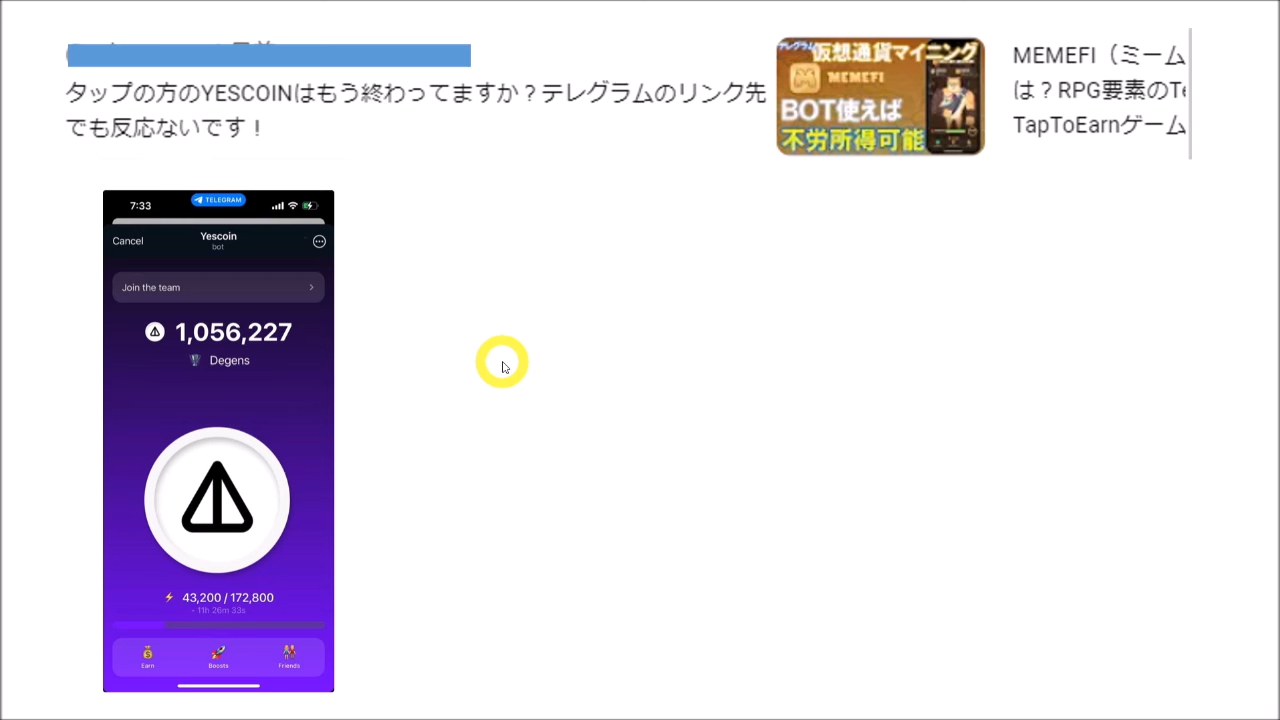 タップの方のYESCOINはもう終わってますか？テレグラムのリンク先
でも反応ないです！
テレグラム
仮想通貨マイニング
MEMEFI
BOT使えば
不労所得可能
MEMEFI（ミーム
は？RPG要素のTe
TapToEarnゲーム
7:33
TELEGRAM
Cancel
Yescoin
bot
Join the team
1,056,227
Degens
43,200 / 172,800
- 11h 26m 33s
Earn
Boosts
Friends